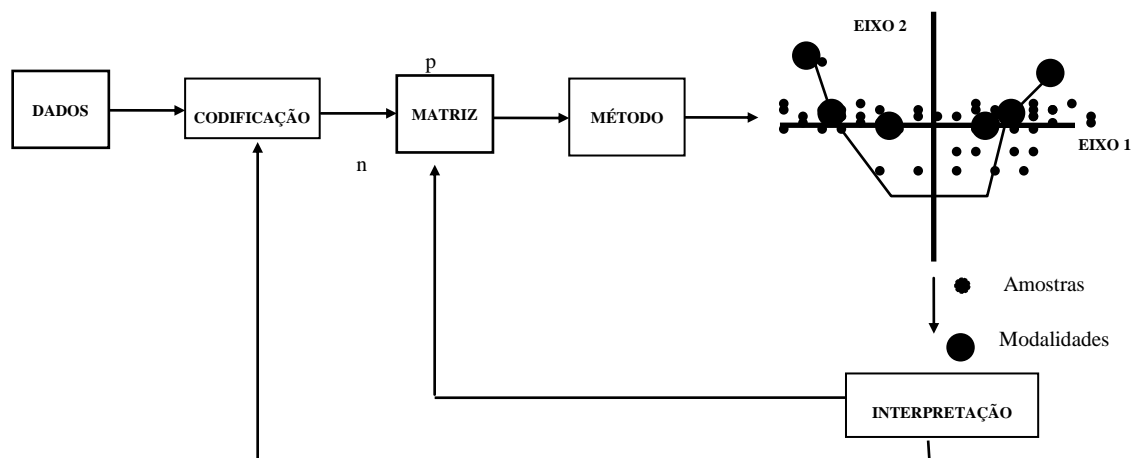 EIXO 2
p
DADOS
CODIFICAÇÃO
MATRIZ
MÉTODO
n
EIXO 1
Amostras
Modalidades
INTERPRETAÇÃO